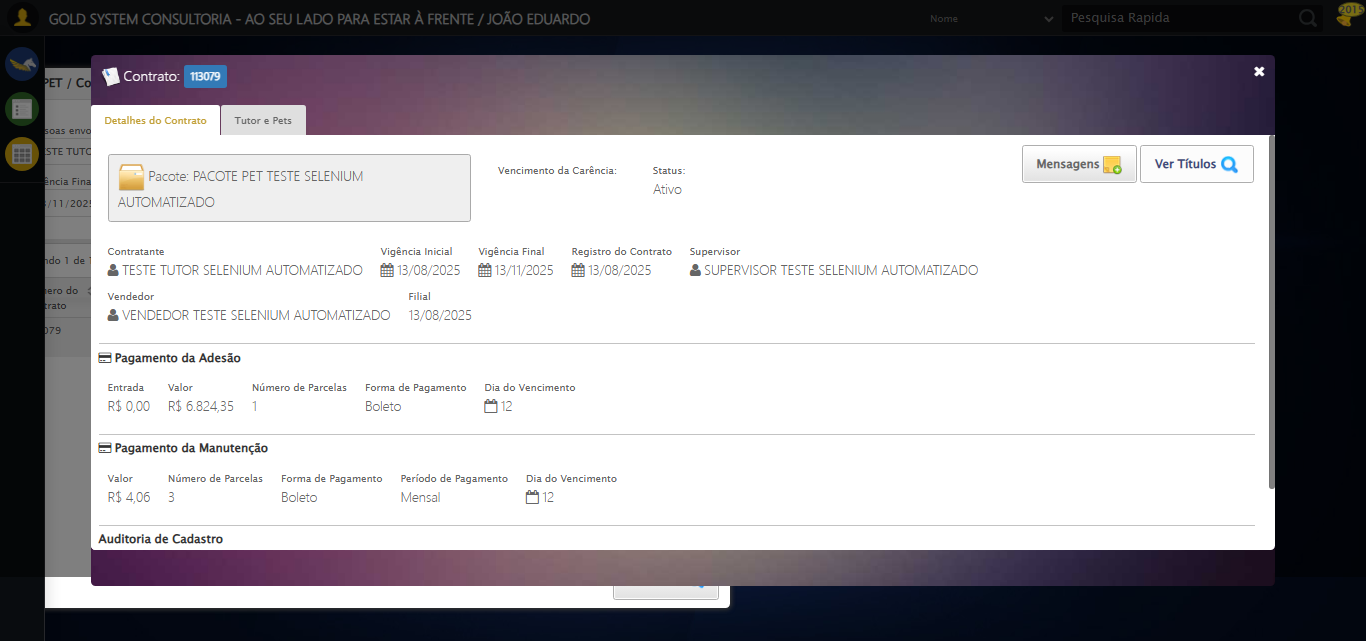 GOLD SYSTEM CONSULTORIA - AO SEU LADO PARA ESTAR À FRENTE / JOÃO EDUARDO
Nome
Pesquisa Rapida
2015
PET / Co
Contrato: 113079
Detalhes do Contrato
Tutor e Pets
soas envo
STE TUTO
ência Fina
/11/2025
ndo 1 de 1
ero do
trato
079
Pacote: PACOTE PET TESTE SELENIUM
AUTOMATIZADO
Vencimento da Carência:
Status:
Ativo
Mensagens
Ver Títulos
Contratante Vigência Inicial Vigência Final Registro do Contrato Supervisor
TESTE TUTOR SELENIUM AUTOMATIZADO 13/08/2025 13/11/2025 13/08/2025 SUPERVISOR TESTE SELENIUM AUTOMATIZADO
Vendedor Filial
VENDEDOR TESTE SELENIUM AUTOMATIZADO 13/08/2025
Pagamento da Adesão
Entrada Valor Número de Parcelas Forma de Pagamento Dia do Vencimento
R$ 0,00 R$ 6.824,35 1 Boleto 12
Pagamento da Manutenção
Valor Número de Parcelas Forma de Pagamento Período de Pagamento Dia do Vencimento
R$ 4,06 3 Boleto Mensal 12
Auditoria de Cadastro